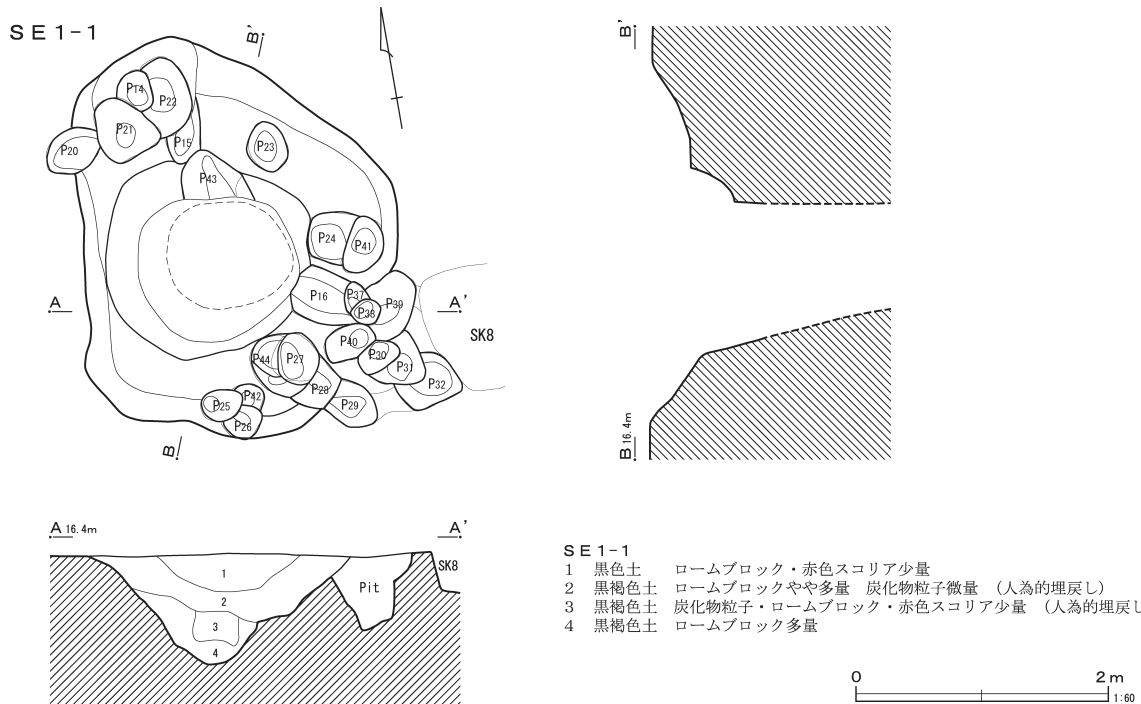 SE1-1
B'
P14
P22
P21
P20
P15
P23
P43
P24
P41
P16
P37
P39
P38
A
A'
SK8
P40
P30
P44
P27
P31
P32
P28
P42
P25
P29
P26
B
B'
B 16.4m
A 16.4m
A'
1
2
3
4
Pit
SK8
SE1-1
1 黒色土 ロームブロック・赤色スコリア少量
2 黒褐色土 ロームブロックやや多量 炭化物粒子微量 (人為的埋戻し)
3 黒褐色土 炭化物粒子・ロームブロック・赤色スコリア少量 (人為的埋戻し
4 黒褐色土 ロームブロック多量
0 2m
1:60